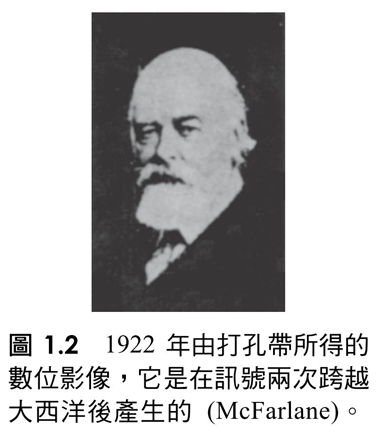 圖 1.2 1922 年由打孔帶所得的
數位影像，它是在訊號兩次跨越
大西洋後產生的 (McFarlane)。